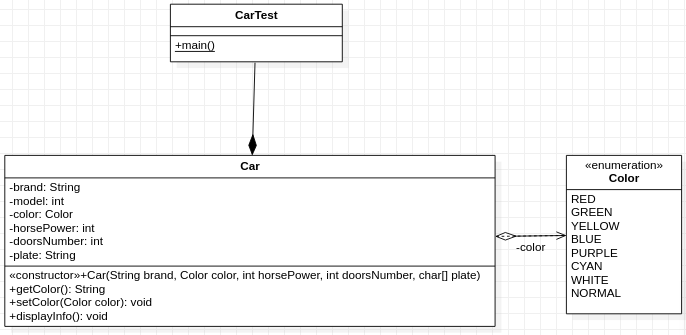 CarTest
+main()
Car
-brand: String
-model: int
-color: Color
-horsePower: int
-doorsNumber: int
-plate: String
«constructor»+Car(String brand, Color color, int horsePower, int doorsNumber, char[] plate)
+getColor(): String
+setColor(Color color): void
+displayInfo(): void
-color
«enumeration»
Color
RED
GREEN
YELLOW
BLUE
PURPLE
CYAN
WHITE
NORMAL